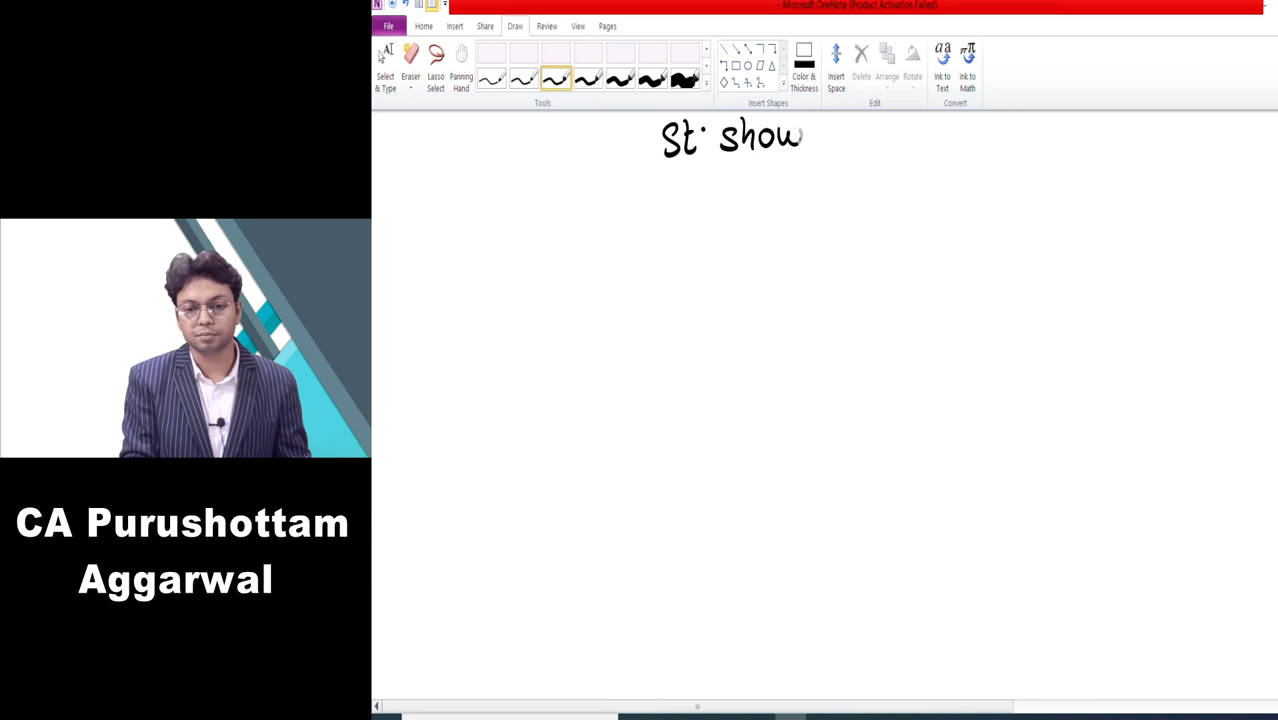 - Microsoft OneNote (Product Activation Failed)
File Home Insert Share Draw Review View Pages
Select & Type
Eraser
Lasso Select
Panning Hand
Color & Thickness
Insert Space
Delete
Arrange
Rotate
Ink to Text
Ink to Math
Tools Insert Shapes Edit Convert
St. show
CA Purushottam
Aggarwal